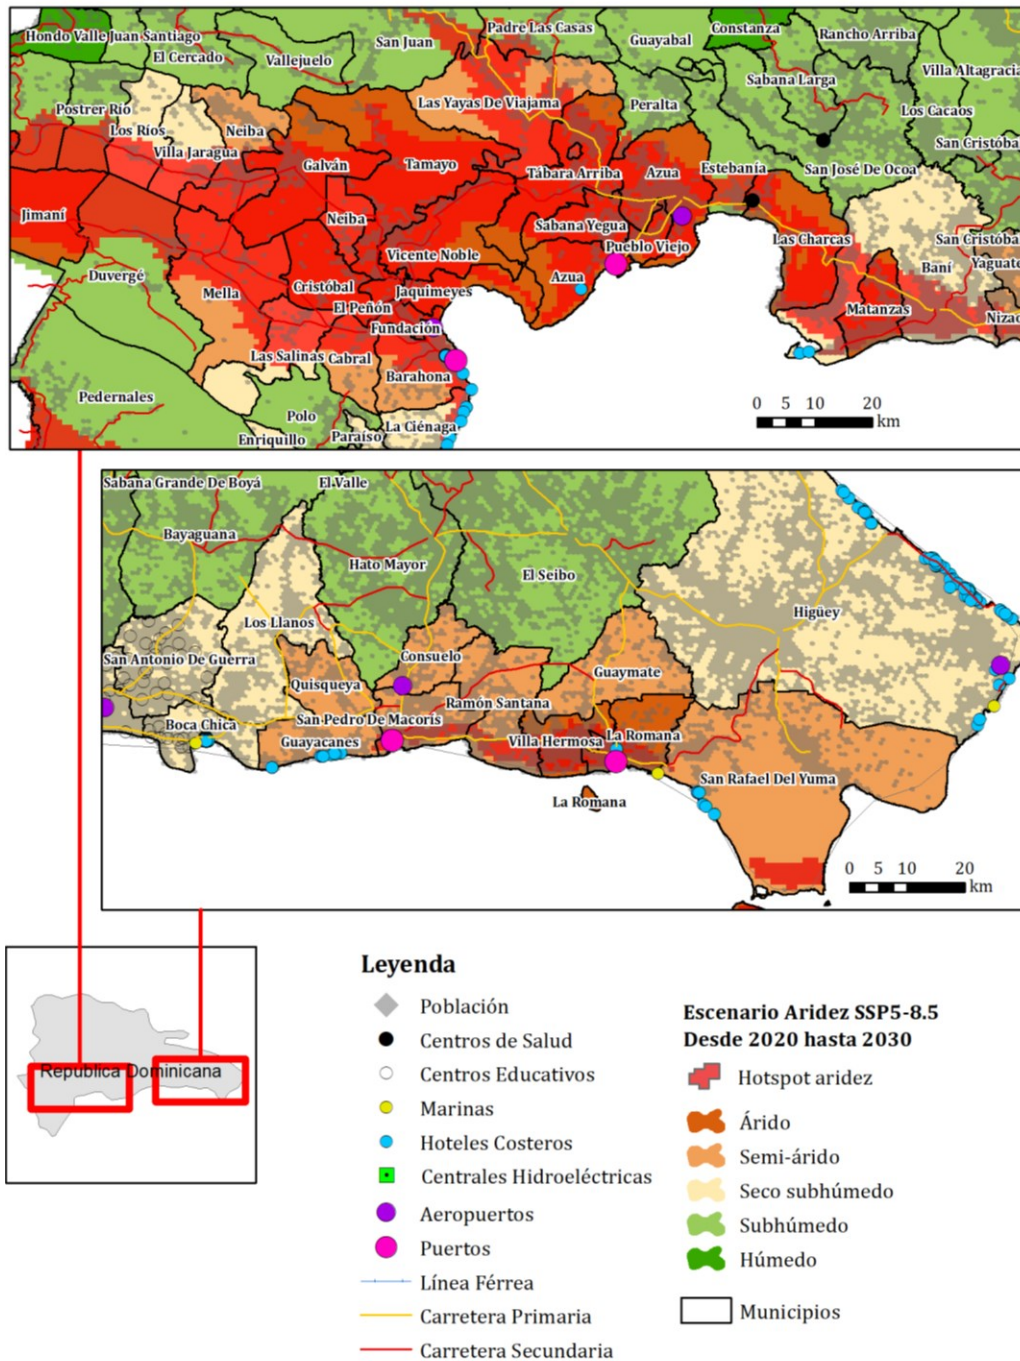 Hondo Valle Juan Santiago
El Cercado
Vallejuelo
San Juan
Padre Las Casas
Guayabal
Constanza
Rancho Arriba
Sabana Larga
Villa Altagracia
Postrer Río
Los Ríos
Neiba
Villa Jaragua
Las Yayas De Viajama
Peralta
Los Cacaos
San Cristóbal
Galván
Tamayo
Tábara Arriba
Azua
Estebanía
San José De Ocoa
Jimaní
Neiba
Sabana Yegua
Pueblo Viejo
Las Charcas
San Cristóbal
Baní
Yaguate
Duvergé
Vicente Noble
Azua
Mella
Cristóbal
Jaquimeyes
El Peñón
Fundación
Matanzas
Nizao
Las Salinas
Cabral
Barahona
Pedernales
Polo
La Ciénaga
Enriquillo
Paraíso
0 5 10 20
km
Sabana Grande De Boyá
El Valle
Bayaguana
Hato Mayor
El Seibo
Los Llanos
Higüey
San Antonio De Guerra
Consuelo
Guaymate
Quisqueya
Ramón Santana
Boca Chica
San Pedro De Macorís
Guayacanes
Villa Hermosa
La Romana
San Rafael Del Yuma
La Romana
0 5 10 20
km
República Dominicana
Leyenda
Población
Centros de Salud
Centros Educativos
Marinas
Hoteles Costeros
Centrales Hidroeléctricas
Aeropuertos
Puertos
Línea Férrea
Carretera Primaria
Carretera Secundaria
Escenario Aridez SSP5-8.5
Desde 2020 hasta 2030
Hotspot aridez
Árido
Semi-árido
Seco subhúmedo
Subhúmedo
Húmedo
Municipios